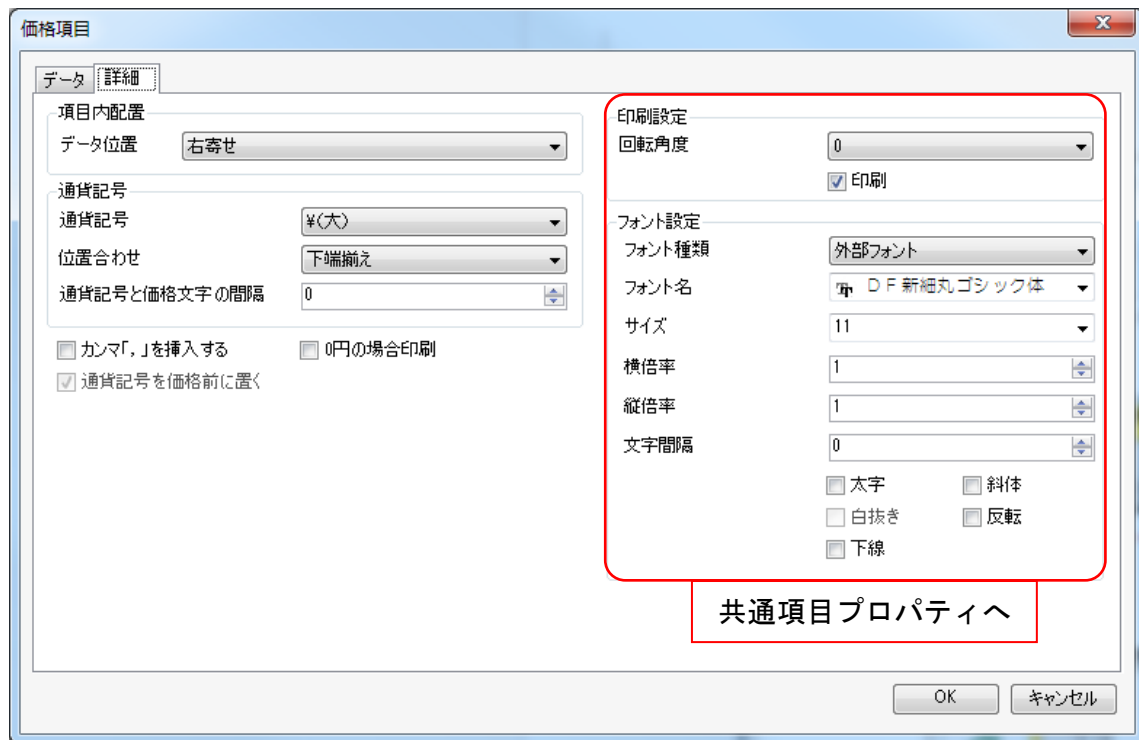 価格項目
データ 詳細
項目内配置
データ位置 右寄せ
通貨記号
通貨記号 ¥(大)
位置合わせ 下端揃え
通貨記号と価格文字の間隔 0
カンマ「,」を挿入する 0円の場合印刷
通貨記号を価格前に置く
印刷設定
回転角度 0
印刷
フォント設定
フォント種類 外部フォント
フォント名 ＤＦ新細丸ゴシック体
サイズ 11
横倍率 1
縦倍率 1
文字間隔 0
太字 斜体
白抜き 反転
下線
共通項目プロパティへ
OK キャンセル